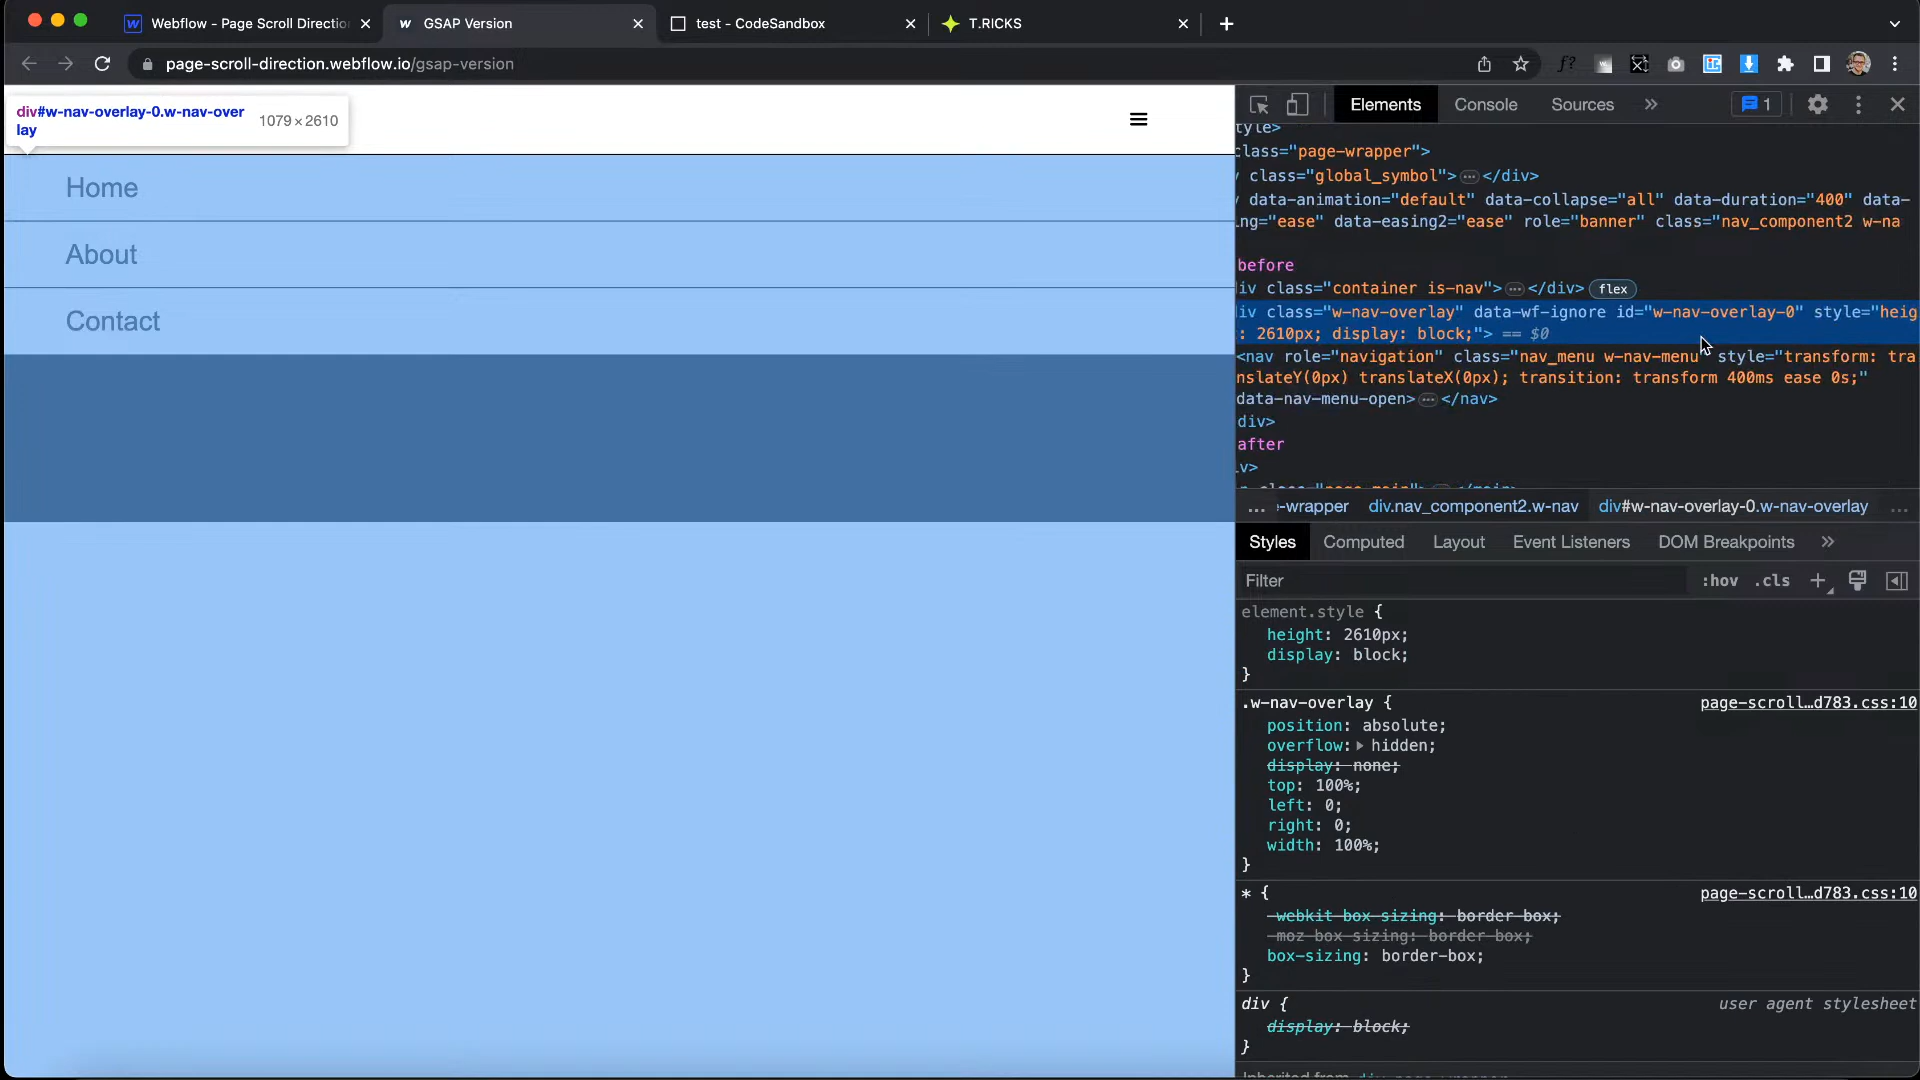 Webflow - Page Scroll Directio
GSAP Version
test - CodeSandbox
T.RICKS
page-scroll-direction.webflow.io/gsap-version
div#w-nav-overlay-0.w-nav-over
lay
1079 × 2610
Home
About
Contact
Elements
Console
Sources
1
tyle>
class="page-wrapper">
class="global_symbol"> </div>
data-animation="default" data-collapse="all" data-duration="400" data-
ing="ease" data-easing2="ease" role="banner" class="nav_component2 w-na
before
iv class="container is-nav"> </div> flex
iv class="w-nav-overlay" data-wf-ignore id="w-nav-overlay-0" style="heig
: 2610px; display: block;"> == $0
<nav role="navigation" class="nav_menu w-nav-menu" style="transform: tra
nslateY(0px) translateX(0px); transition: transform 400ms ease 0s;"
data-nav-menu-open> </nav>
div>
after
v>
... -wrapper
div.nav_component2.w-nav
div#w-nav-overlay-0.w-nav-overlay
...
Styles
Computed
Layout
Event Listeners
DOM Breakpoints
Filter
:hov
.cls
element.style {
height: 2610px;
display: block;
}
.w-nav-overlay {
page-scroll…d783.css:10
position: absolute;
overflow: hidden;
display: none;
top: 100%;
left: 0;
right: 0;
width: 100%;
}
* {
page-scroll…d783.css:10
-webkit-box-sizing: border-box;
-moz-box-sizing: border-box;
box-sizing: border-box;
}
div {
user agent stylesheet
display: block;
}